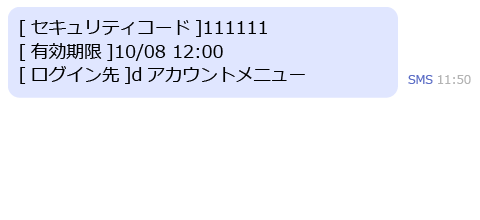 [ セキュリティコード ]111111
[ 有効期限 ]10/08 12:00
[ ログイン先 ]d アカウントメニュー
SMS 11:50